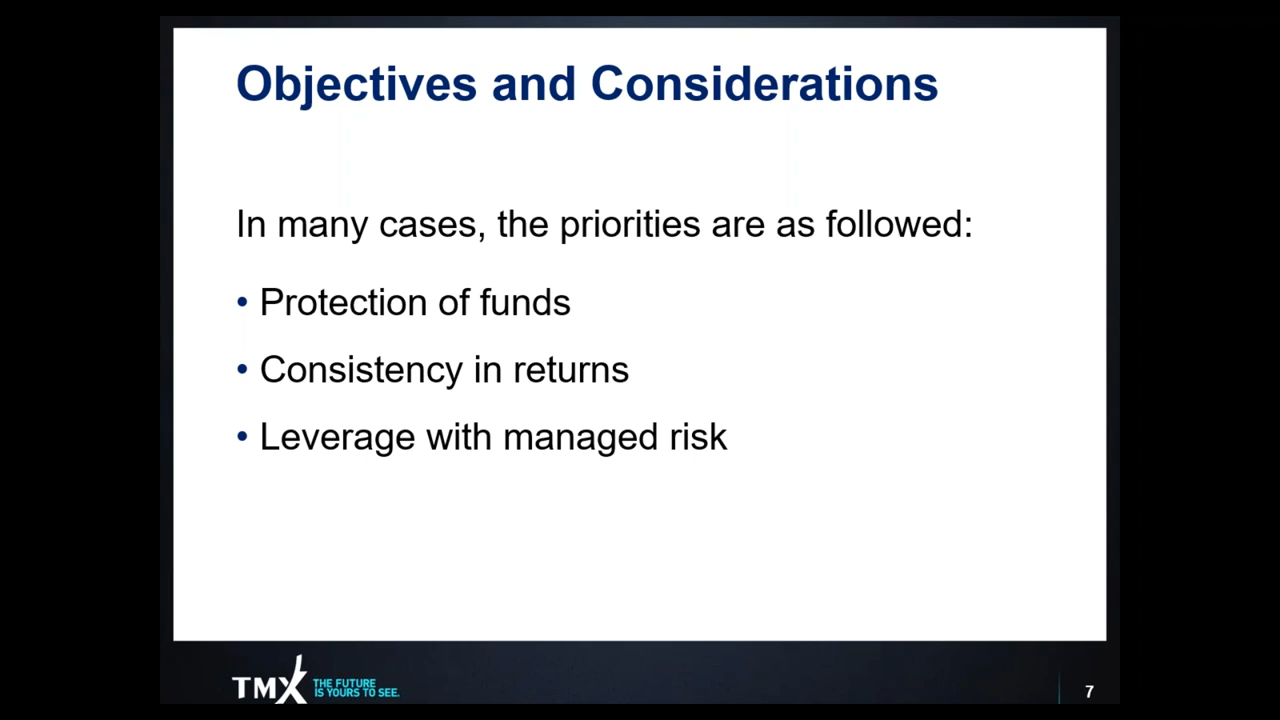 Objectives and Considerations
In many cases, the priorities are as followed:
• Protection of funds
• Consistency in returns
• Leverage with managed risk
TMX THE FUTURE
IS YOURS TO SEE.
7